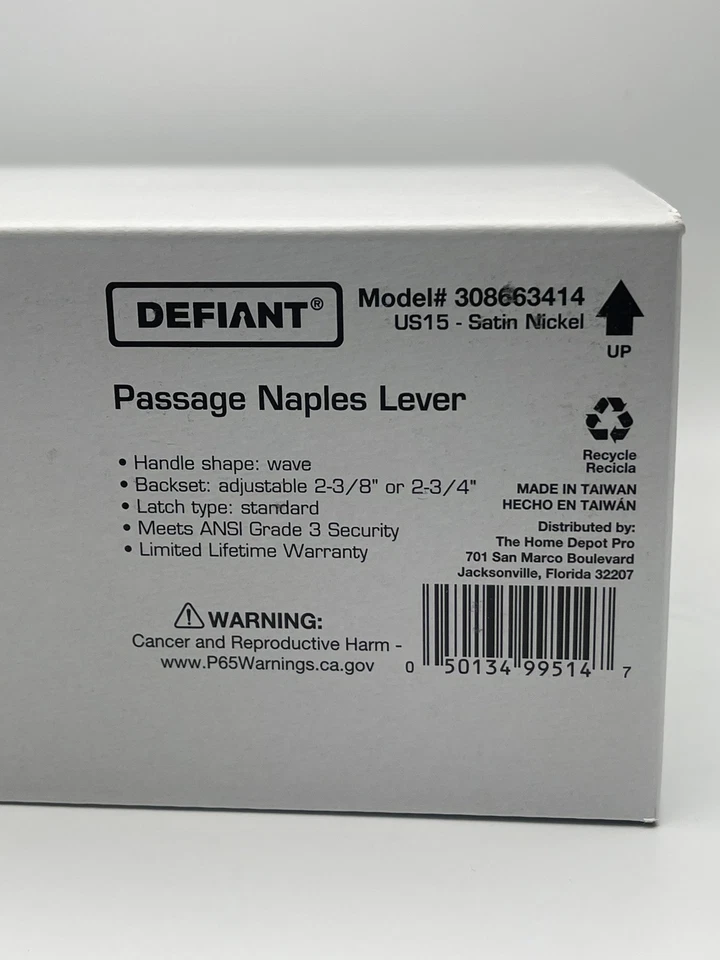 DEFIANT®
Model# 308663414
US15 - Satin Nickel
UP
Passage Naples Lever
• Handle shape: wave
• Backset: adjustable 2-3/8" or 2-3/4"
• Latch type: standard
• Meets ANSI Grade 3 Security
• Limited Lifetime Warranty
Recycle
Recicla
MADE IN TAIWAN
HECHO EN TAIWÁN
Distributed by:
The Home Depot Pro
701 San Marco Boulevard
Jacksonville, Florida 32207
⚠WARNING:
Cancer and Reproductive Harm -
www.P65Warnings.ca.gov
0 50134 99514 7